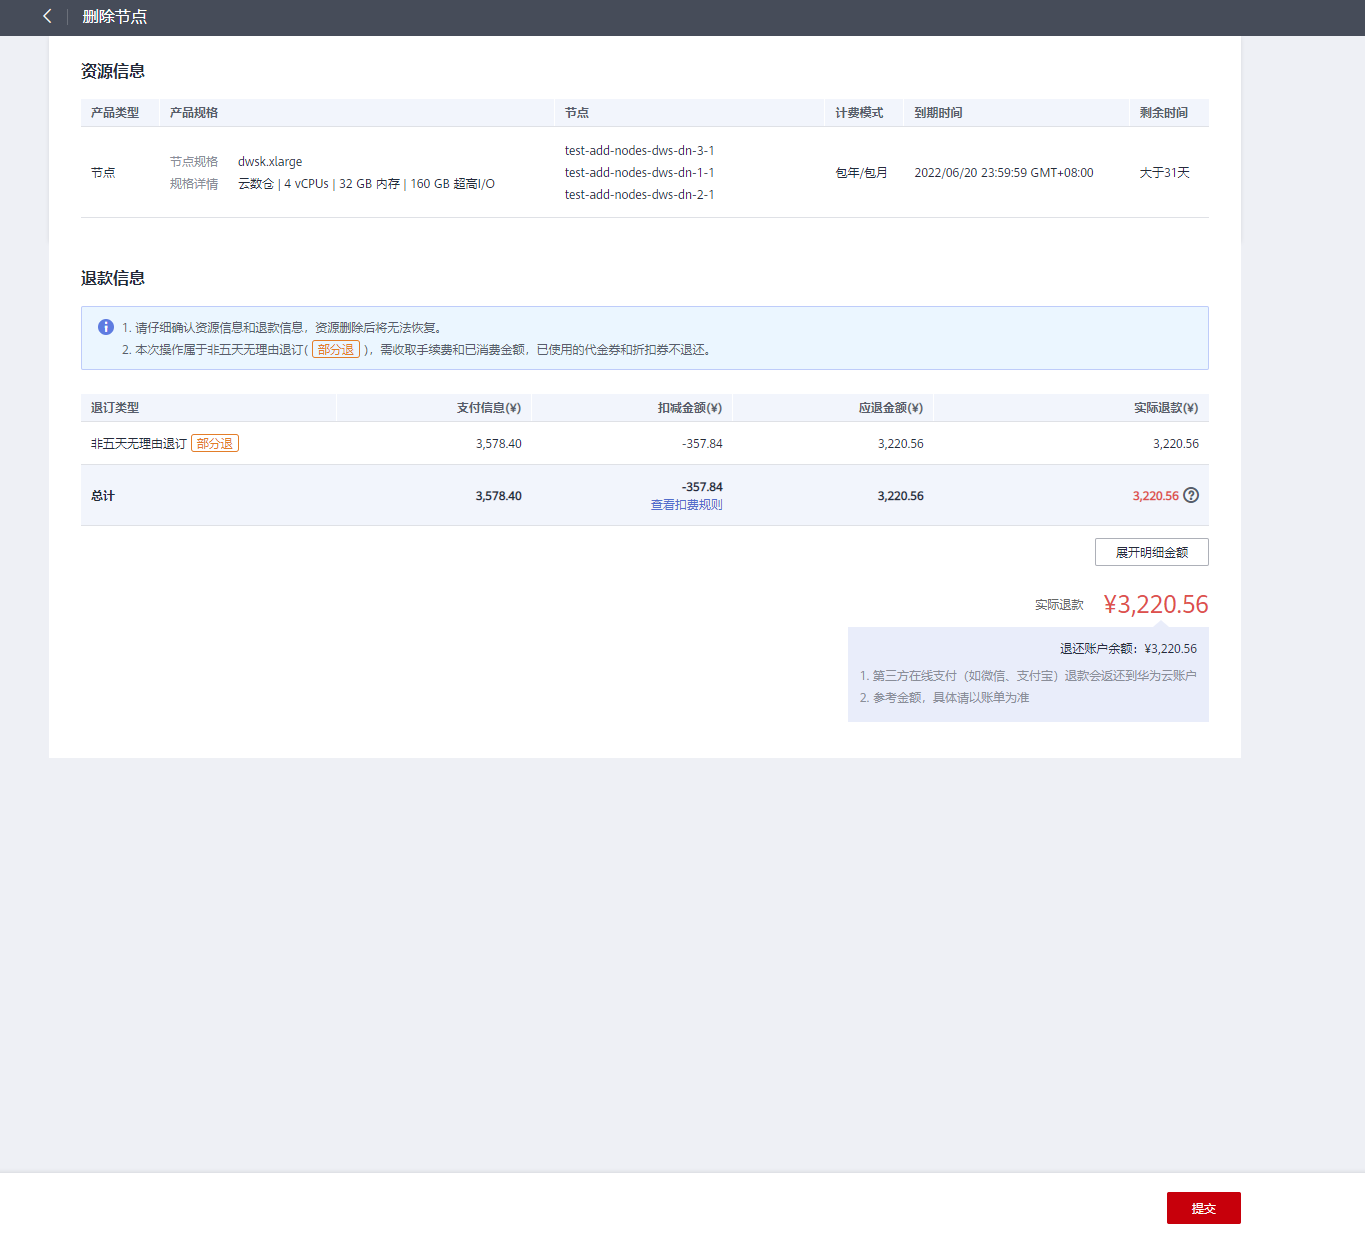 删除节点
资源信息
产品类型 产品规格 节点 计费模式 到期时间 剩余时间
节点
节点规格 dwsk.xlarge
规格详情 云数仓 | 4 vCPUs | 32 GB 内存 | 160 GB 超高I/O
test-add-nodes-dws-dn-3-1
test-add-nodes-dws-dn-1-1
test-add-nodes-dws-dn-2-1
包年/包月
2022/06/20 23:59:59 GMT+08:00
大于31天
退款信息
1. 请仔细确认资源信息和退款信息，资源删除后将无法恢复。
2. 本次操作属于非五天无理由退订( 部分退 )，需收取手续费和已消费金额，已使用的代金券和折扣券不退还。
退订类型 支付信息(¥) 扣减金额(¥) 应退金额(¥) 实际退款(¥)
非五天无理由退订 部分退 3,578.40 -357.84 3,220.56 3,220.56
总计 3,578.40 -357.84 3,220.56 3,220.56
查看扣费规则
展开明细金额
实际退款 ¥3,220.56
退还账户余额：¥3,220.56
1. 第三方在线支付（如微信、支付宝）退款会返还到华为云账户
2. 参考金额，具体请以账单为准
提交